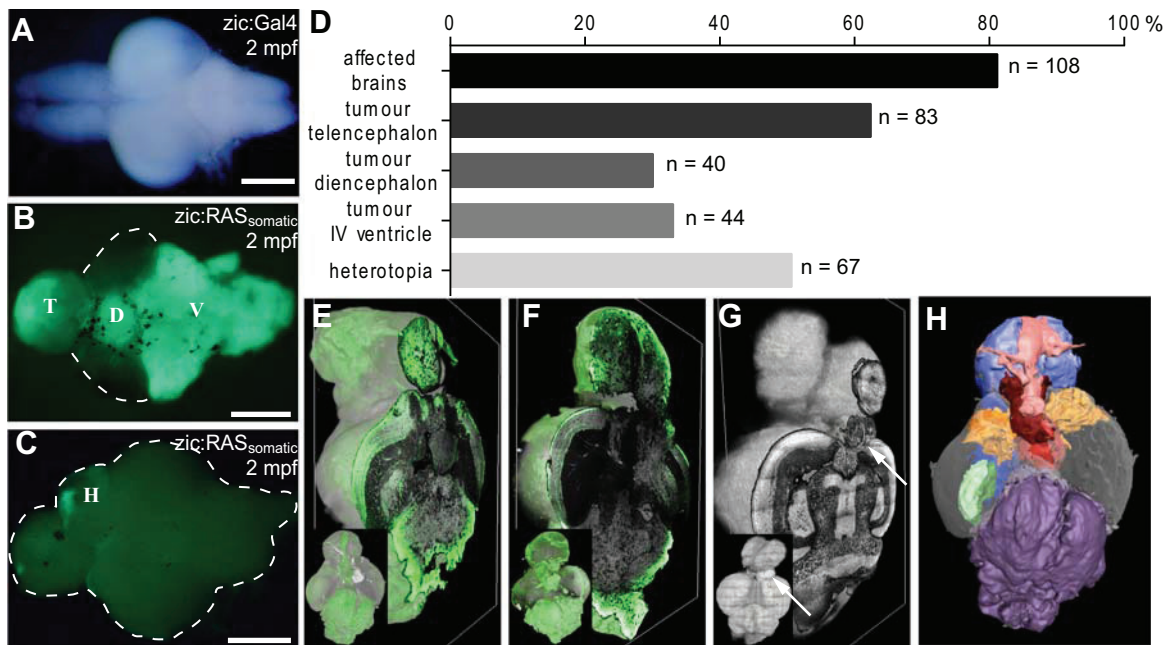 A
zic:Gal4
2 mpf
B
zic:RASsomatic
2 mpf
T
D
V
C
zic:RASsomatic
2 mpf
H
D
0
20
40
60
80
100 %
affected
brains
n = 108
tumour
telencephalon
n = 83
tumour
diencephalon
n = 40
tumour
IV ventricle
n = 44
heterotopia
n = 67
E
F
G
H